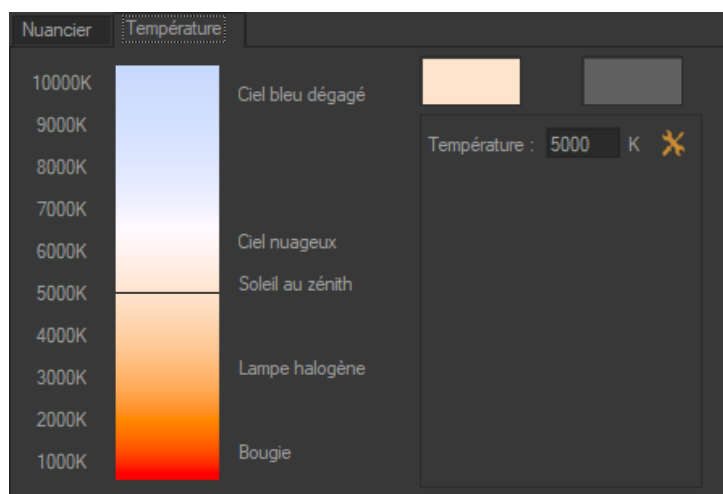 Nuancier Température
10000K
Ciel bleu dégagé
9000K
Température : 5000 K
8000K
7000K
6000K
Ciel nuageux
5000K
Soleil au zénith
4000K
3000K
Lampe halogène
2000K
1000K
Bougie